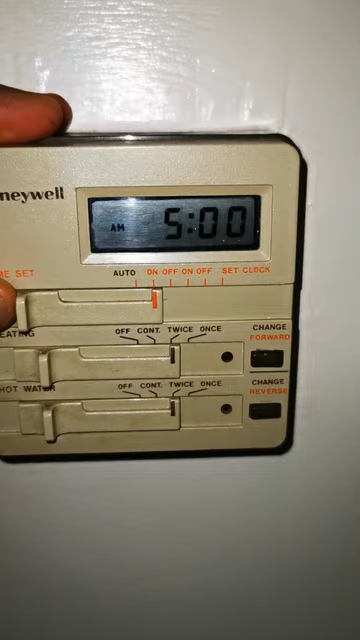 neywell
AM 5:00
ME SET AUTO ON OFF ON OFF SET CLOCK
EATING OFF CONT. TWICE ONCE CHANGE
FORWARD
HOT WATER OFF CONT. TWICE ONCE CHANGE
REVERSE